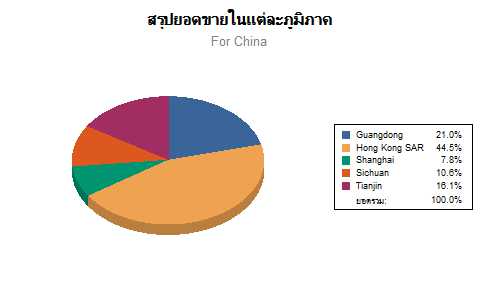 สรุปยอดขายในแต่ละภูมิภาค
For China
Guangdong 21.0%
Hong Kong SAR 44.5%
Shanghai 7.8%
Sichuan 10.6%
Tianjin 16.1%
ยอดรวม: 100.0%